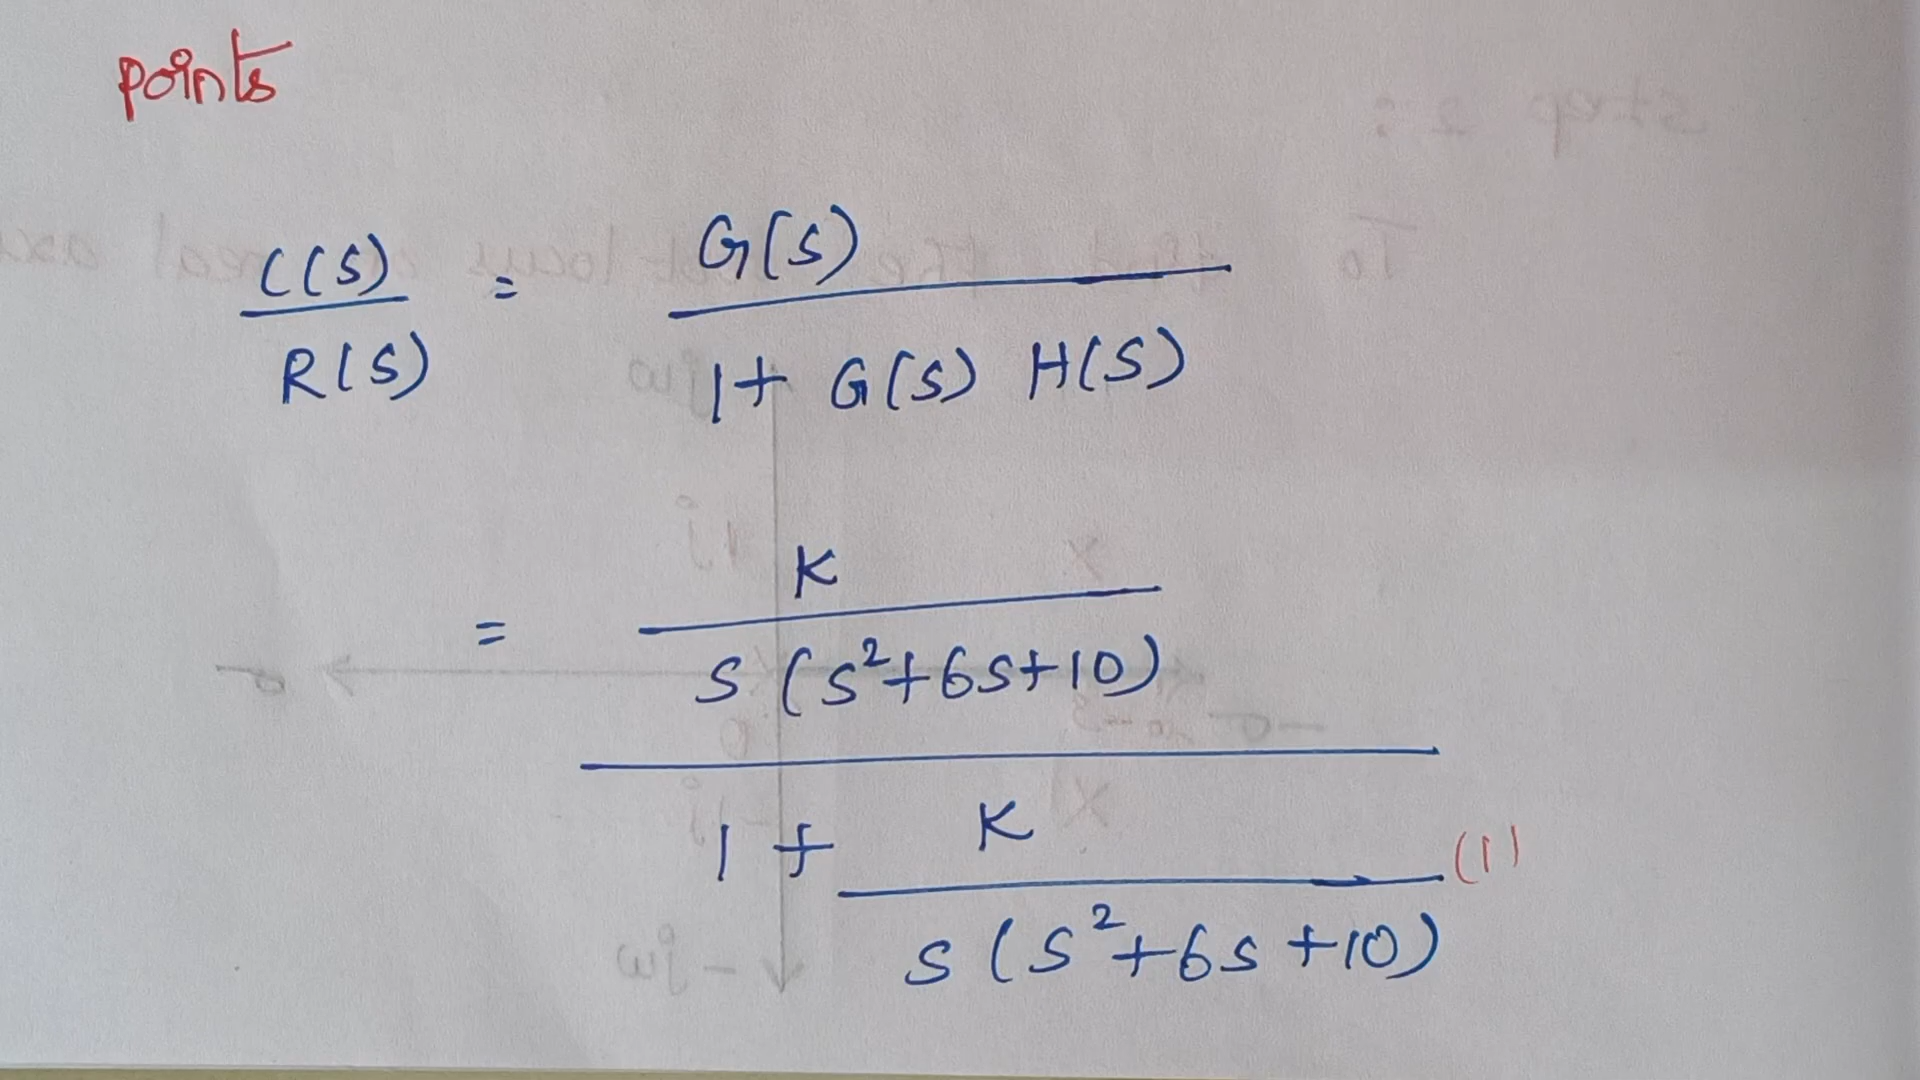 points
C(S) / R(S) = G(S) / 1 + G(S) H(S)
= K / S (S²+6S+10)
1 + K / S (S²+6S+10) (1)